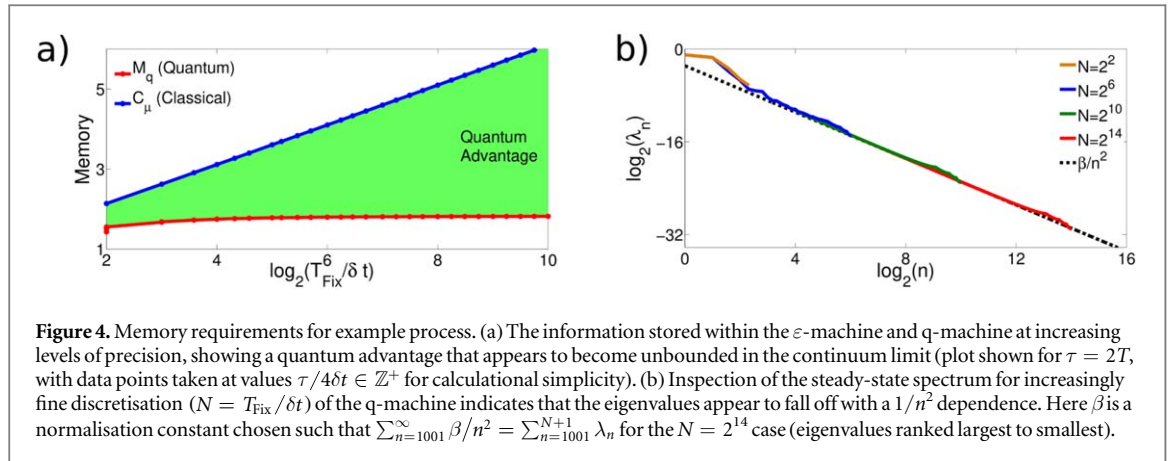 a)
M_q (Quantum)
C_μ (Classical)
Quantum
Advantage
Memory
5
3
1
2
4
6
8
10
log_2(T_Fix/δ t)
b)
0
-16
-32
log_2(λ_n)
N=2^2
N=2^6
N=2^10
N=2^14
β/n^2
0
4
8
12
16
log_2(n)
Figure 4. Memory requirements for example process. (a) The information stored within the ε-machine and q-machine at increasing
levels of precision, showing a quantum advantage that appears to become unbounded in the continuum limit (plot shown for τ = 2T,
with data points taken at values τ/4δt ∈ ℤ⁺ for calculational simplicity). (b) Inspection of the steady-state spectrum for increasingly
fine discretisation (N = T_Fix/δt) of the q-machine indicates that the eigenvalues appear to fall off with a 1/n² dependence. Here β is a
normalisation constant chosen such that ∑_{n=1001}^{∞} β/n² = ∑_{n=1001}^{N+1} λ_n for the N = 2^14 case (eigenvalues ranked largest to smallest).